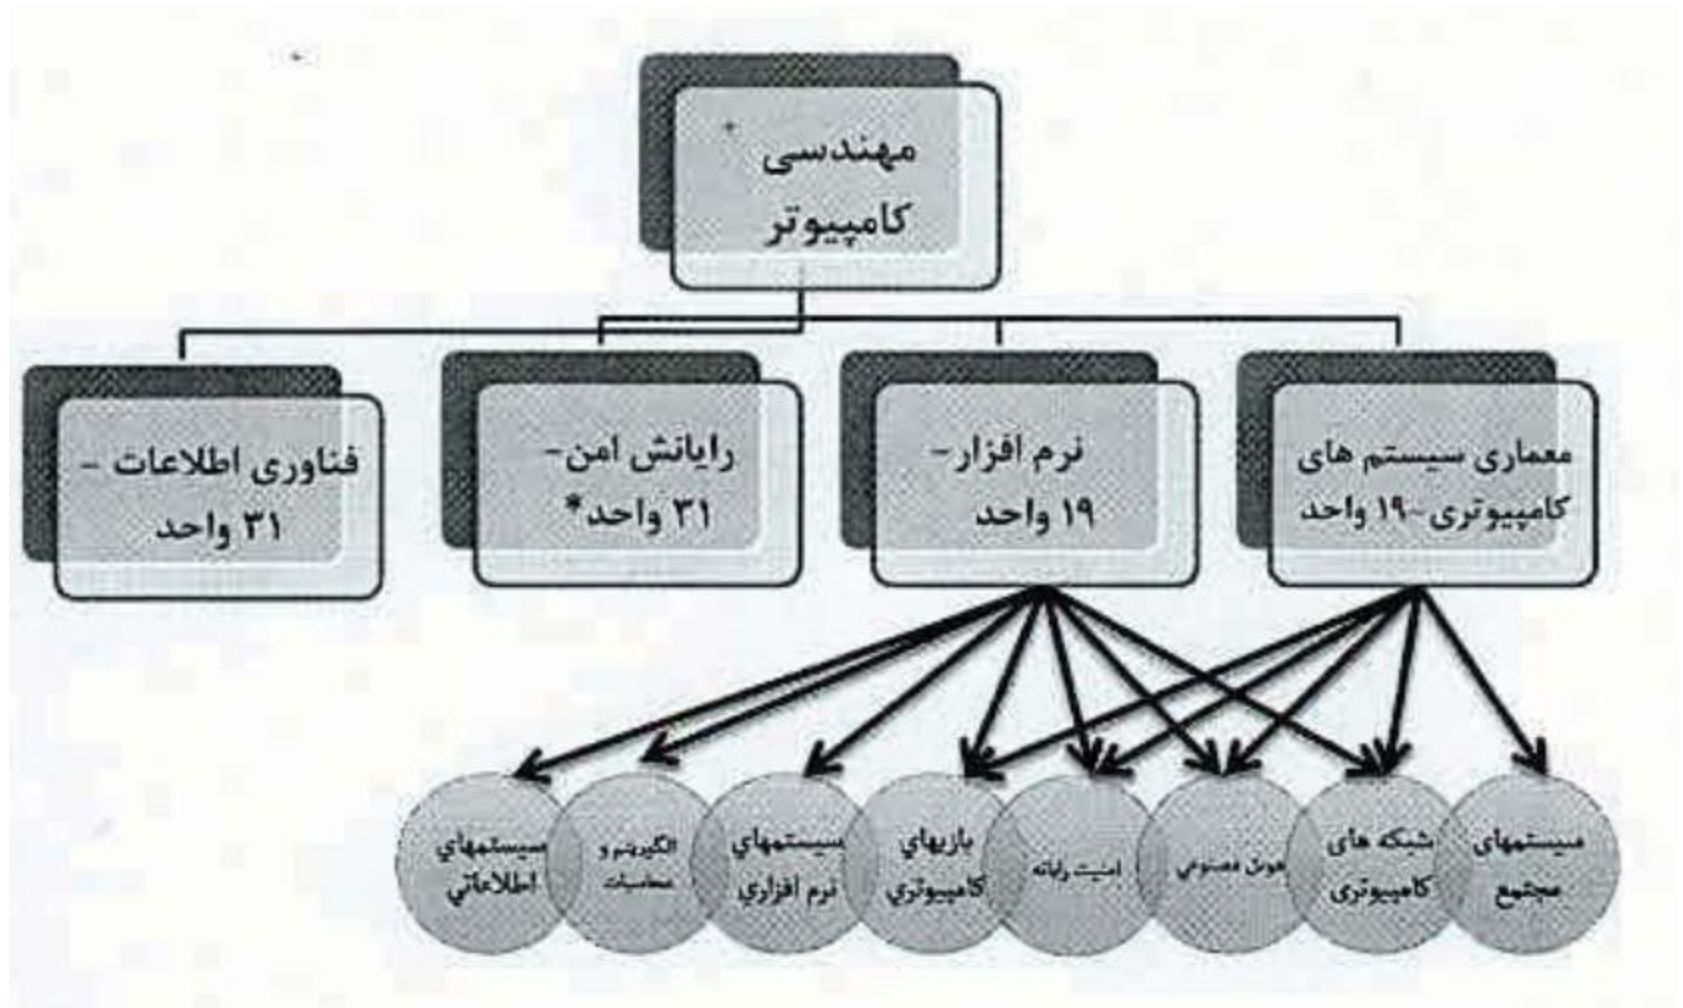 مهندسی
کامپیوتر
معماری سیستم های
کامپیوتری-۱۹ واحد
نرم افزار-
۱۹ واحد
رایانش امن-
۳۱ واحد*
فناوری اطلاعات -
۳۱ واحد
سیستمهای
مجتمع
شبکه های
کامپیوتری
هوش مصنوعي
امنیت رایانه
بازیهاي
کامپیوتري
سیستمهاي
نرم افزاري
الگوریتم و
محاسبات
سیستمهاي
اطلاعاتي